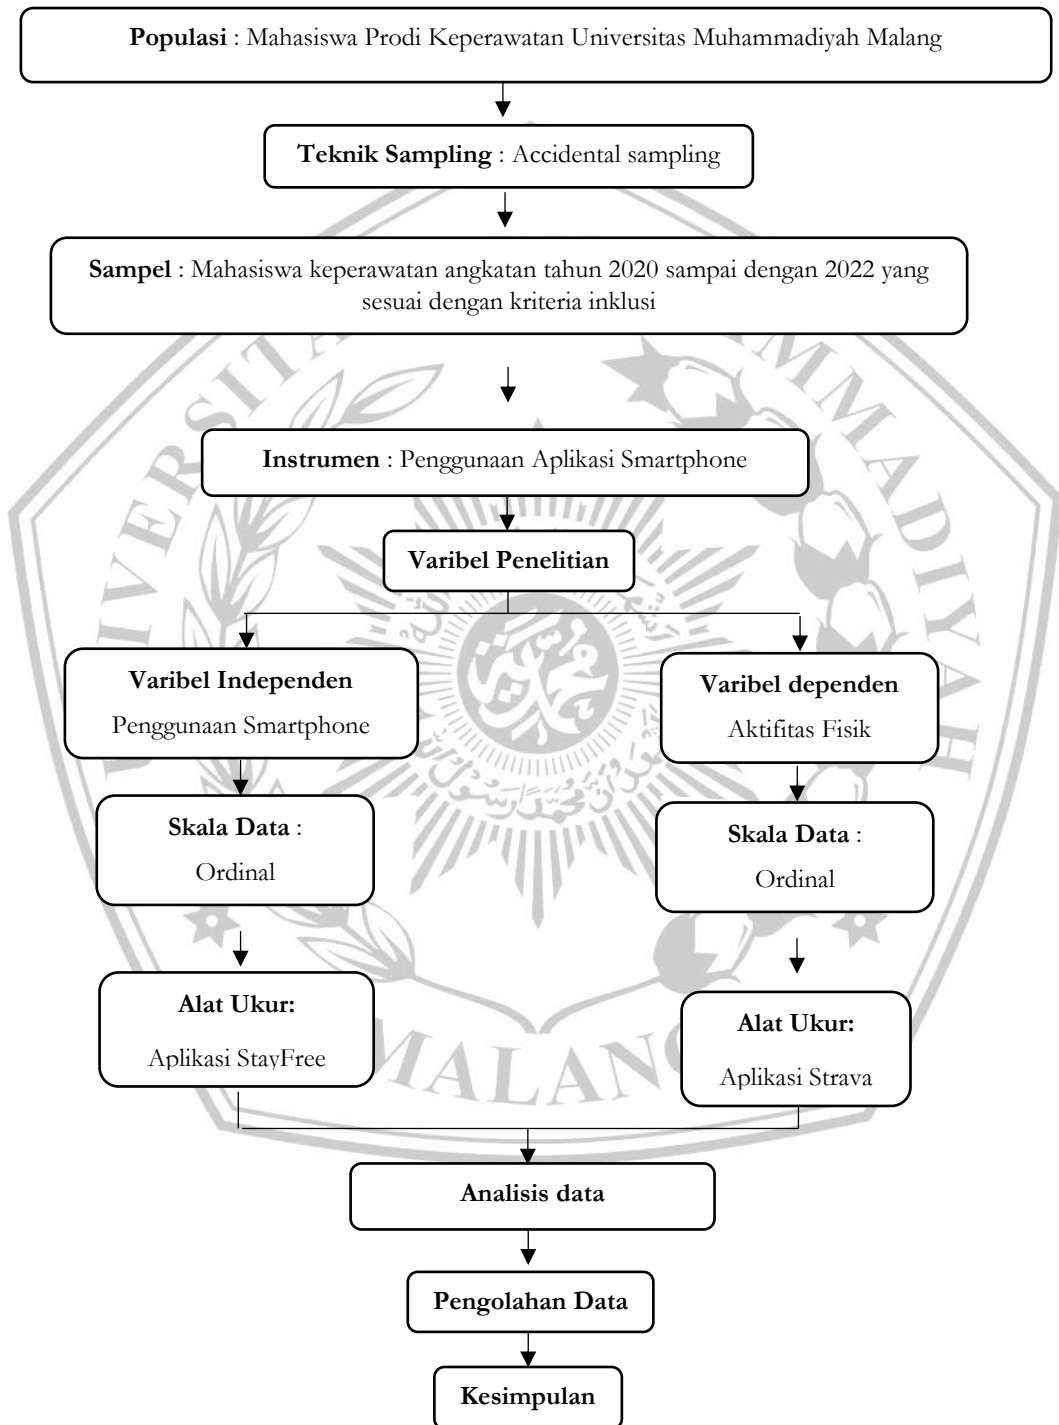 Populasi : Mahasiswa Prodi Keperawatan Universitas Muhammadiyah Malang
Teknik Sampling : Accidental sampling
Sampel : Mahasiswa keperawatan angkatan tahun 2020 sampai dengan 2022 yang
sesuai dengan kriteria inklusi
Instrumen : Penggunaan Aplikasi Smartphone
Varibel Penelitian
Varibel Independen
Penggunaan Smartphone
Varibel dependen
Aktifitas Fisik
Skala Data :
Ordinal
Skala Data :
Ordinal
Alat Ukur:
Aplikasi StayFree
Alat Ukur:
Aplikasi Strava
Analisis data
Pengolahan Data
Kesimpulan
MALANG